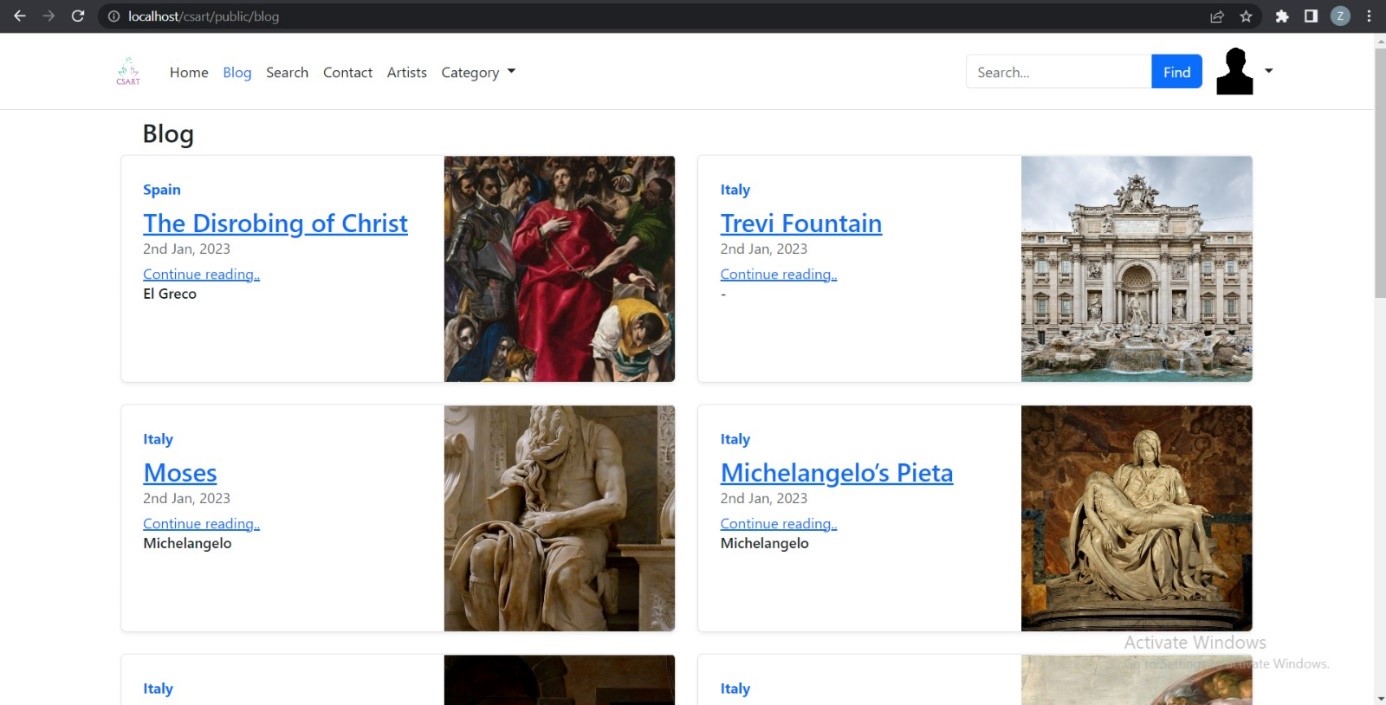 localhost/csart/public/blog
Z
CSART
Home Blog Search Contact Artists Category
Search...
Find
Blog
Spain
The Disrobing of Christ
2nd Jan, 2023
Continue reading..
El Greco
Italy
Trevi Fountain
2nd Jan, 2023
Continue reading..
-
Italy
Moses
2nd Jan, 2023
Continue reading..
Michelangelo
Italy
Michelangelo’s Pieta
2nd Jan, 2023
Continue reading..
Michelangelo
Activate Windows
Go to Settings to activate Windows.
Italy
Italy